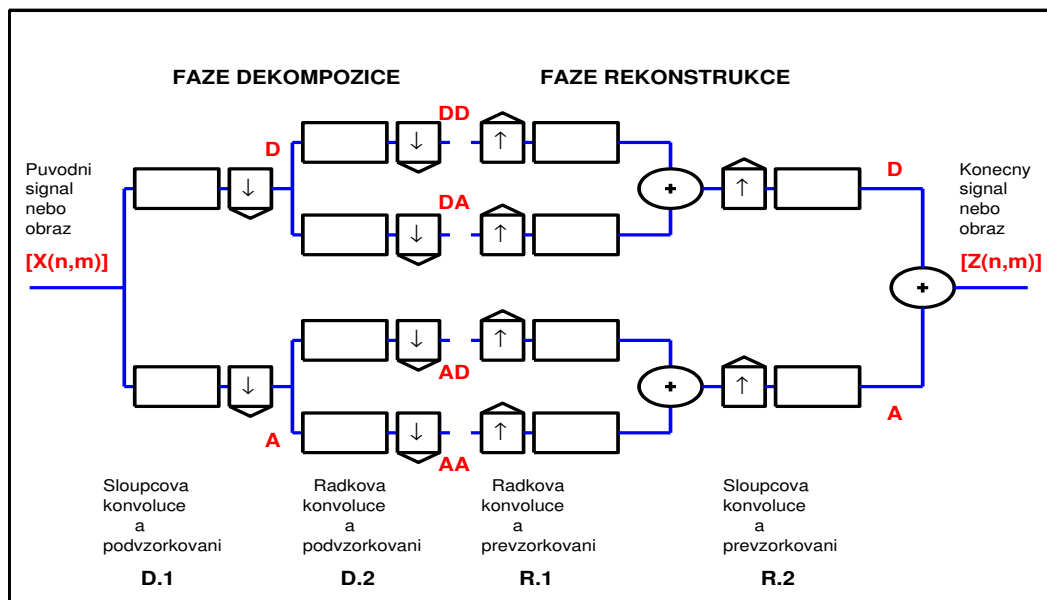 FAZE DEKOMPOZICE
FAZE REKONSTRUKCE
Puvodni
signal
nebo
obraz
[X(n,m)]
D
↓
↓
DD
↑
↓
DA
↑
+
↑
D
Konecny
signal
nebo
obraz
[Z(n,m)]
+
↓
↓
AD
↑
A
↓
AA
↑
+
↑
A
Sloupcova
konvoluce
a
podvzorkovani
D.1
Radkova
konvoluce
a
podvzorkovani
D.2
Radkova
konvoluce
a
prevzorkovani
R.1
Sloupcova
konvoluce
a
prevzorkovani
R.2